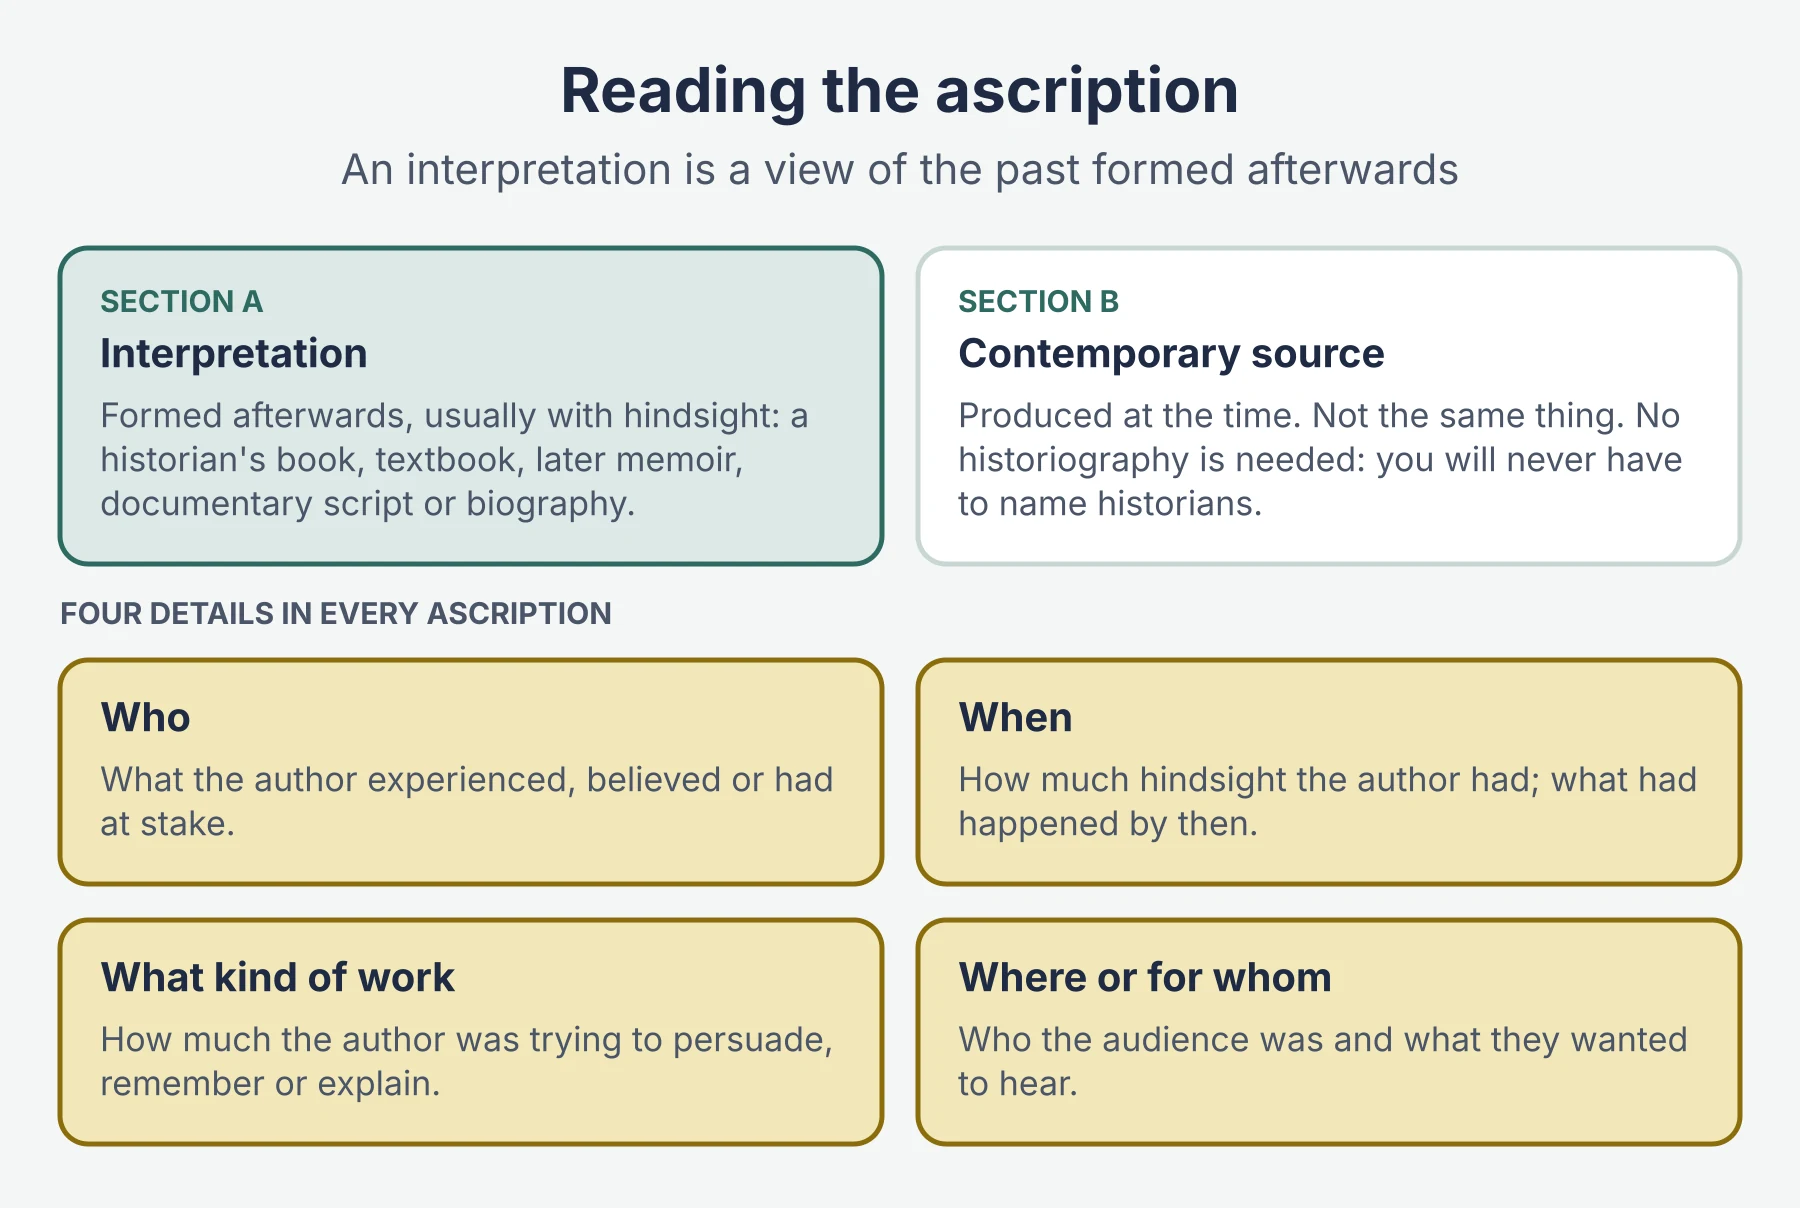 Reading the ascription
An interpretation is a view of the past formed afterwards
SECTION A
Interpretation
Formed afterwards, usually with hindsight: a
historian's book, textbook, later memoir,
documentary script or biography.
SECTION B
Contemporary source
Produced at the time. Not the same thing. No
historiography is needed: you will never have
to name historians.
FOUR DETAILS IN EVERY ASCRIPTION
Who
What the author experienced, believed or had
at stake.
When
How much hindsight the author had; what had
happened by then.
What kind of work
How much the author was trying to persuade,
remember or explain.
Where or for whom
Who the audience was and what they wanted
to hear.